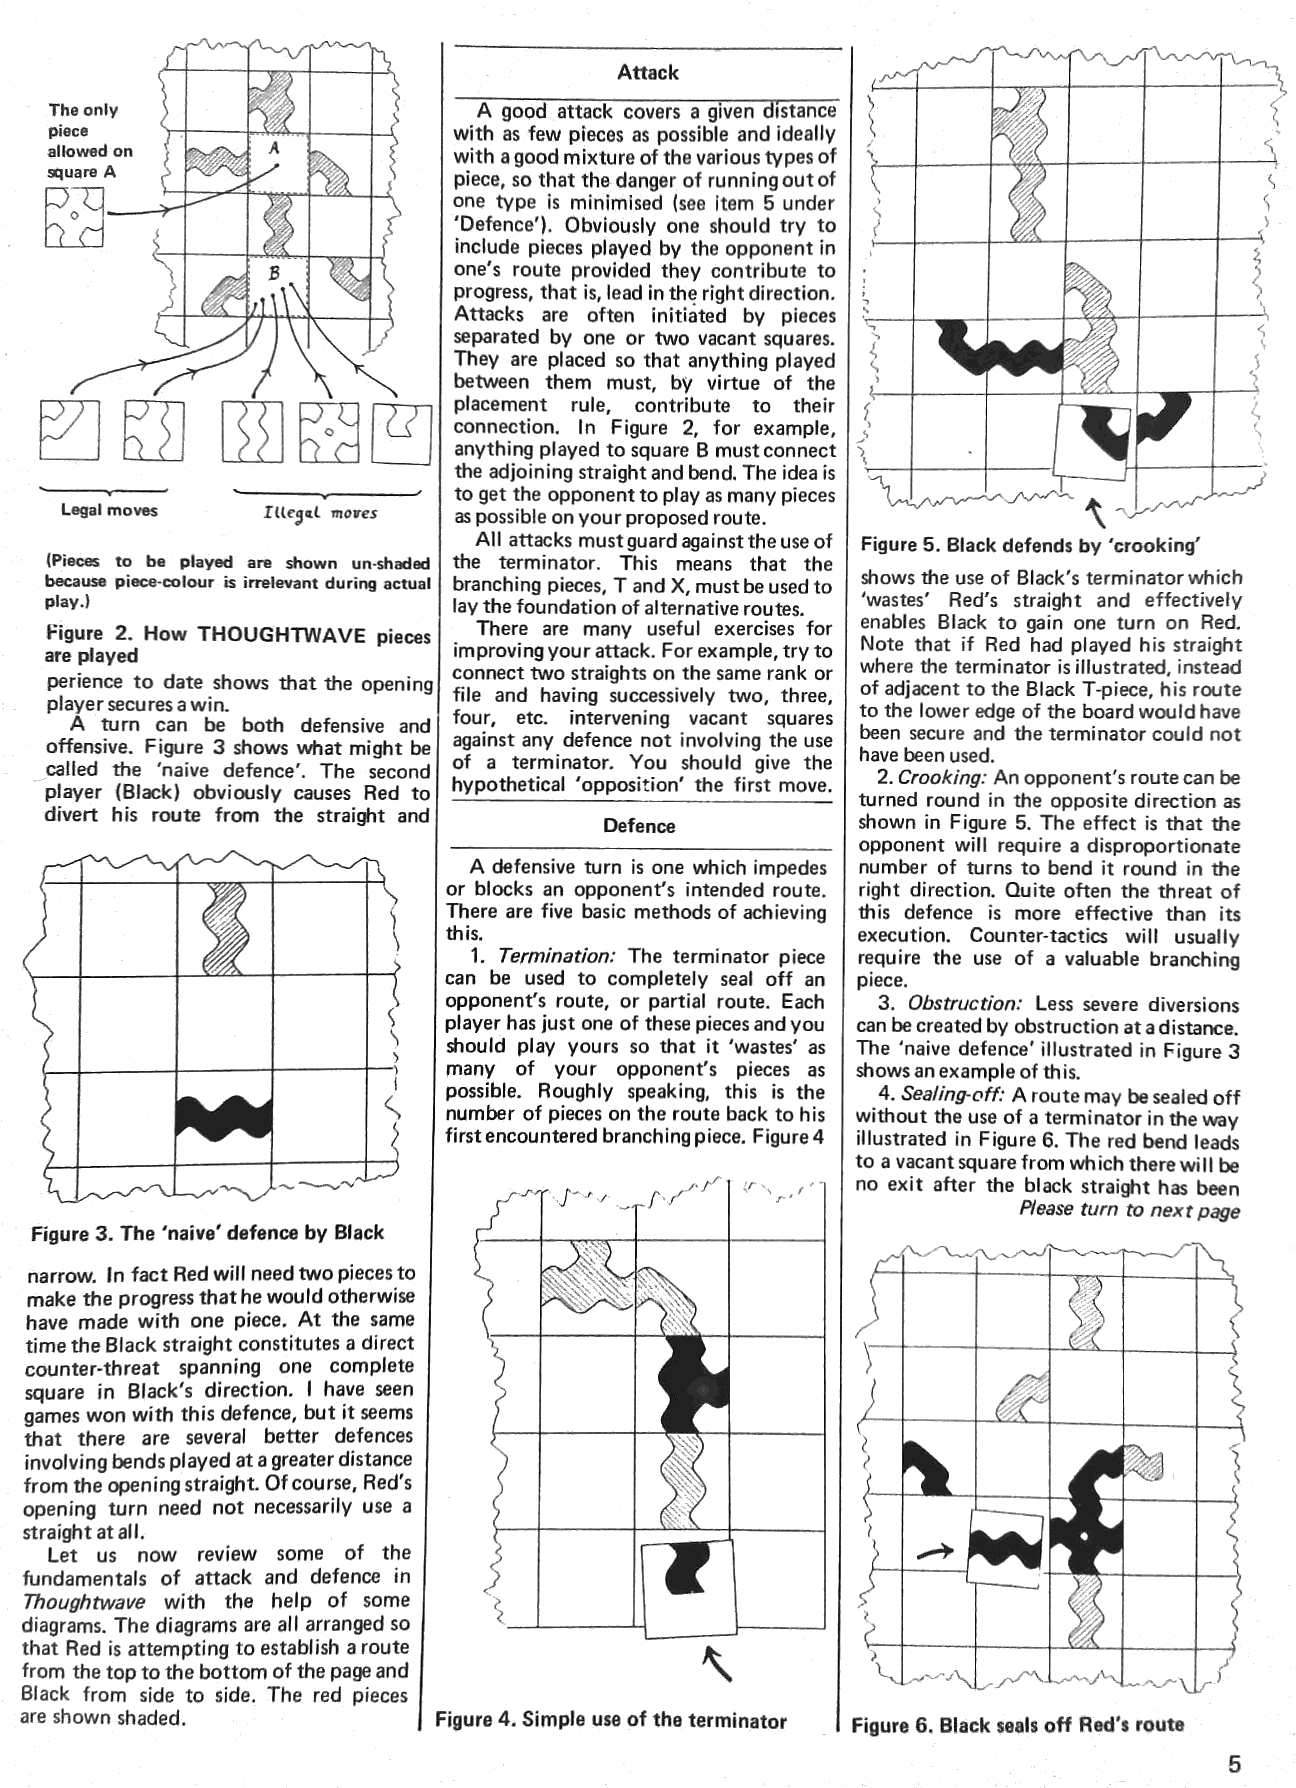 The only
piece
allowed on
square A
A
B
Legal moves
Illegal moves
(Pieces to be played are shown un-shaded
because piece-colour is irrelevant during actual
play.)
Figure 2. How THOUGHTWAVE pieces
are played
perience to date shows that the opening
player secures a win.
A turn can be both defensive and
offensive. Figure 3 shows what might be
called the 'naive defence'. The second
player (Black) obviously causes Red to
divert his route from the straight and
Figure 3. The 'naive' defence by Black
narrow. In fact Red will need two pieces to
make the progress that he would otherwise
have made with one piece. At the same
time the Black straight constitutes a direct
counter-threat spanning one complete
square in Black's direction. I have seen
games won with this defence, but it seems
that there are several better defences
involving bends played at a greater distance
from the opening straight. Of course, Red's
opening turn need not necessarily use a
straight at all.
Let us now review some of the
fundamentals of attack and defence in
Thoughtwave with the help of some
diagrams. The diagrams are all arranged so
that Red is attempting to establish a route
from the top to the bottom of the page and
Black from side to side. The red pieces
are shown shaded.
Attack
A good attack covers a given distance
with as few pieces as possible and ideally
with a good mixture of the various types of
piece, so that the danger of running out of
one type is minimised (see item 5 under
'Defence'). Obviously one should try to
include pieces played by the opponent in
one's route provided they contribute to
progress, that is, lead in the right direction.
Attacks are often initiated by pieces
separated by one or two vacant squares.
They are placed so that anything played
between them must, by virtue of the
placement rule, contribute to their
connection. In Figure 2, for example,
anything played to square B must connect
the adjoining straight and bend. The idea is
to get the opponent to play as many pieces
as possible on your proposed route.
All attacks must guard against the use of
the terminator. This means that the
branching pieces, T and X, must be used to
lay the foundation of alternative routes.
There are many useful exercises for
improving your attack. For example, try to
connect two straights on the same rank or
file and having successively two, three,
four, etc. intervening vacant squares
against any defence not involving the use
of a terminator. You should give the
hypothetical 'opposition' the first move.
Defence
A defensive turn is one which impedes
or blocks an opponent's intended route.
There are five basic methods of achieving
this.
1. Termination: The terminator piece
can be used to completely seal off an
opponent's route, or partial route. Each
player has just one of these pieces and you
should play yours so that it 'wastes' as
many of your opponent's pieces as
possible. Roughly speaking, this is the
number of pieces on the route back to his
first encountered branching piece. Figure 4
Figure 4. Simple use of the terminator
Figure 5. Black defends by 'crooking'
shows the use of Black's terminator which
'wastes' Red's straight and effectively
enables Black to gain one turn on Red.
Note that if Red had played his straight
where the terminator is illustrated, instead
of adjacent to the Black T-piece, his route
to the lower edge of the board would have
been secure and the terminator could not
have been used.
2. Crooking: An opponent's route can be
turned round in the opposite direction as
shown in Figure 5. The effect is that the
opponent will require a disproportionate
number of turns to bend it round in the
right direction. Quite often the threat of
this defence is more effective than its
execution. Counter-tactics will usually
require the use of a valuable branching
piece.
3. Obstruction: Less severe diversions
can be created by obstruction at a distance.
The 'naive defence' illustrated in Figure 3
shows an example of this.
4. Sealing-off: A route may be sealed off
without the use of a terminator in the way
illustrated in Figure 6. The red bend leads
to a vacant square from which there will be
no exit after the black straight has been
Please turn to next page
Figure 6. Black seals off Red's route
5